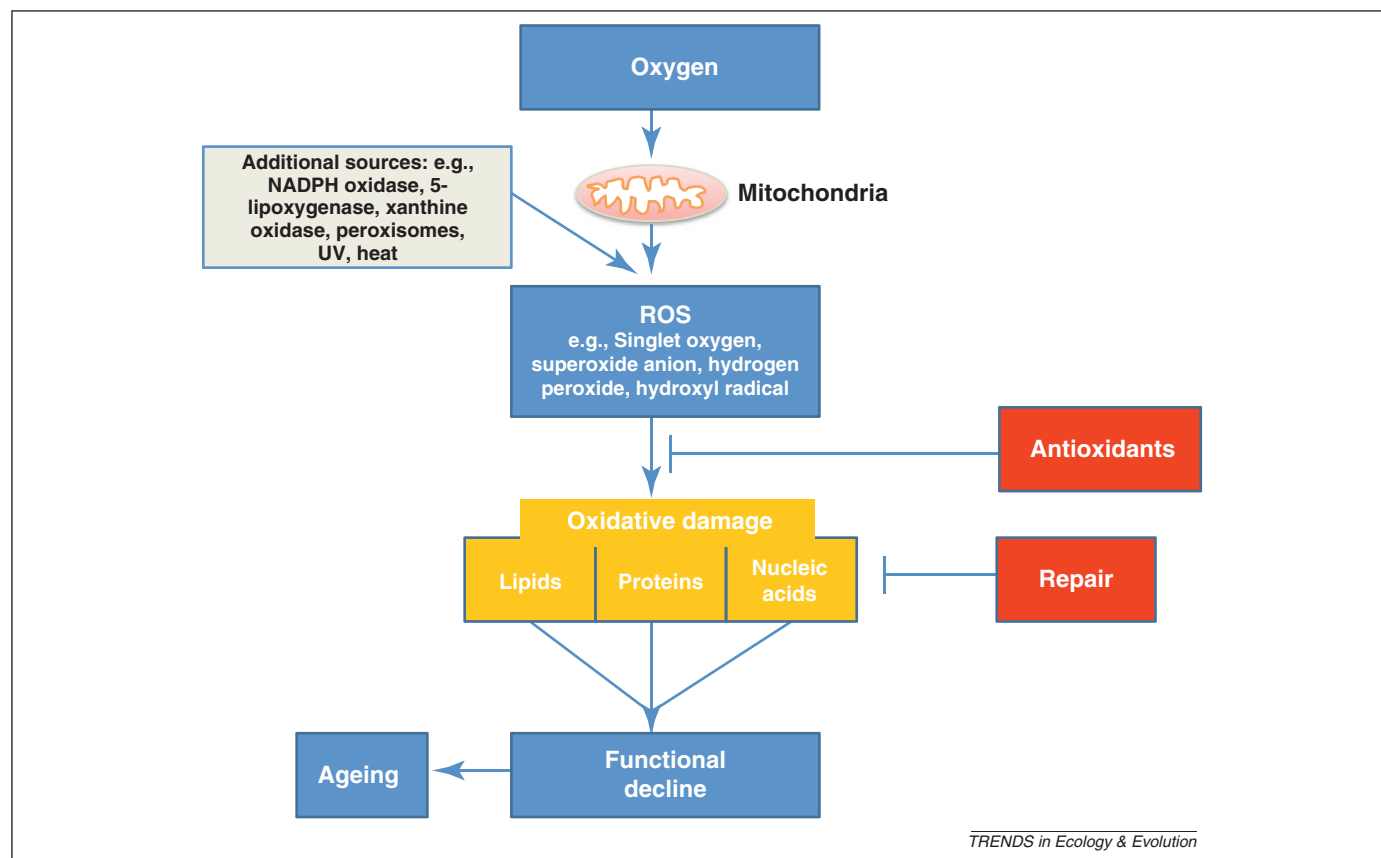 Oxygen
Additional sources: e.g.,
NADPH oxidase, 5-
lipoxygenase, xanthine
oxidase, peroxisomes,
UV, heat
Mitochondria
ROS
e.g., Singlet oxygen,
superoxide anion, hydrogen
peroxide, hydroxyl radical
Antioxidants
Oxidative damage
Lipids
Proteins
Nucleic
acids
Repair
Functional
decline
Ageing
TRENDS in Ecology & Evolution